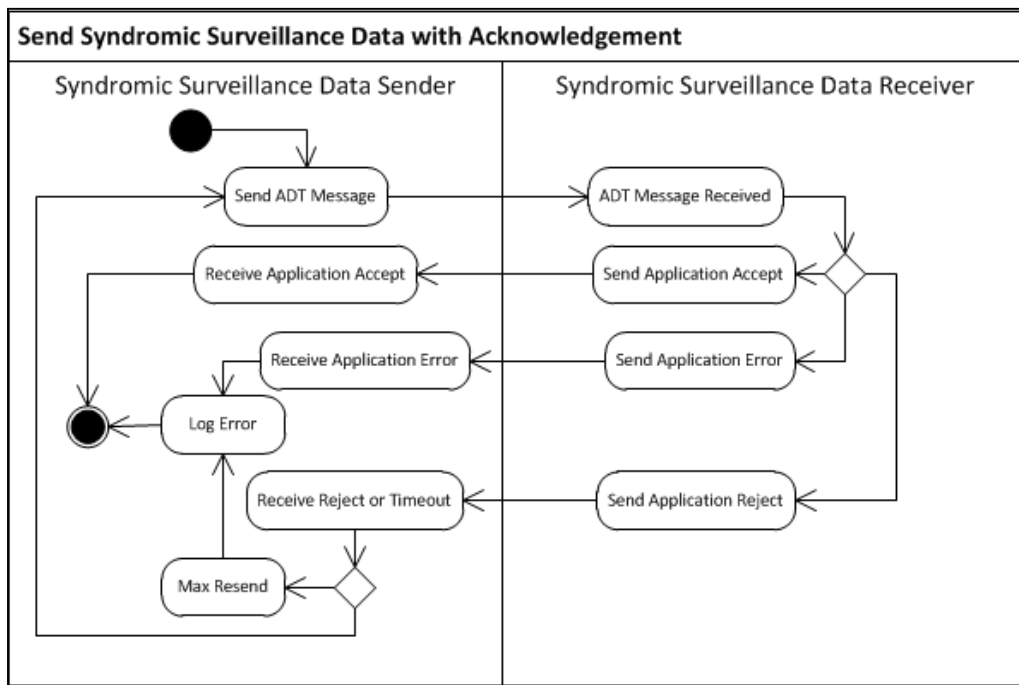 Send Syndromic Surveillance Data with Acknowledgement
Syndromic Surveillance Data Sender
Syndromic Surveillance Data Receiver
Send ADT Message
ADT Message Received
Receive Application Accept
Send Application Accept
Receive Application Error
Send Application Error
Log Error
Receive Reject or Timeout
Send Application Reject
Max Resend